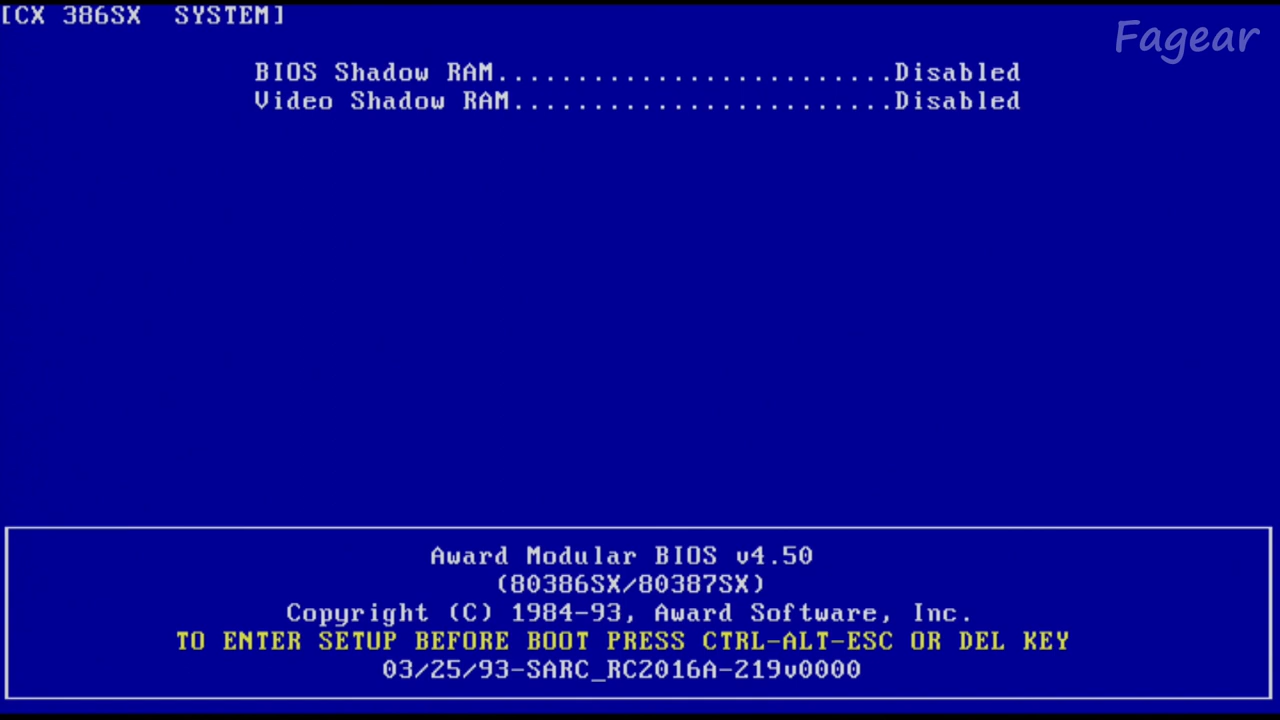 [CX 386SX  SYSTEM]
Fagear
BIOS Shadow RAM.........................Disabled
Video Shadow RAM........................Disabled
Award Modular BIOS v4.50
(80386SX/80387SX)
Copyright (C) 1984-93, Award Software, Inc.
TO ENTER SETUP BEFORE BOOT PRESS CTRL-ALT-ESC OR DEL KEY
03/25/93-SARC_RC2016A-219v0000